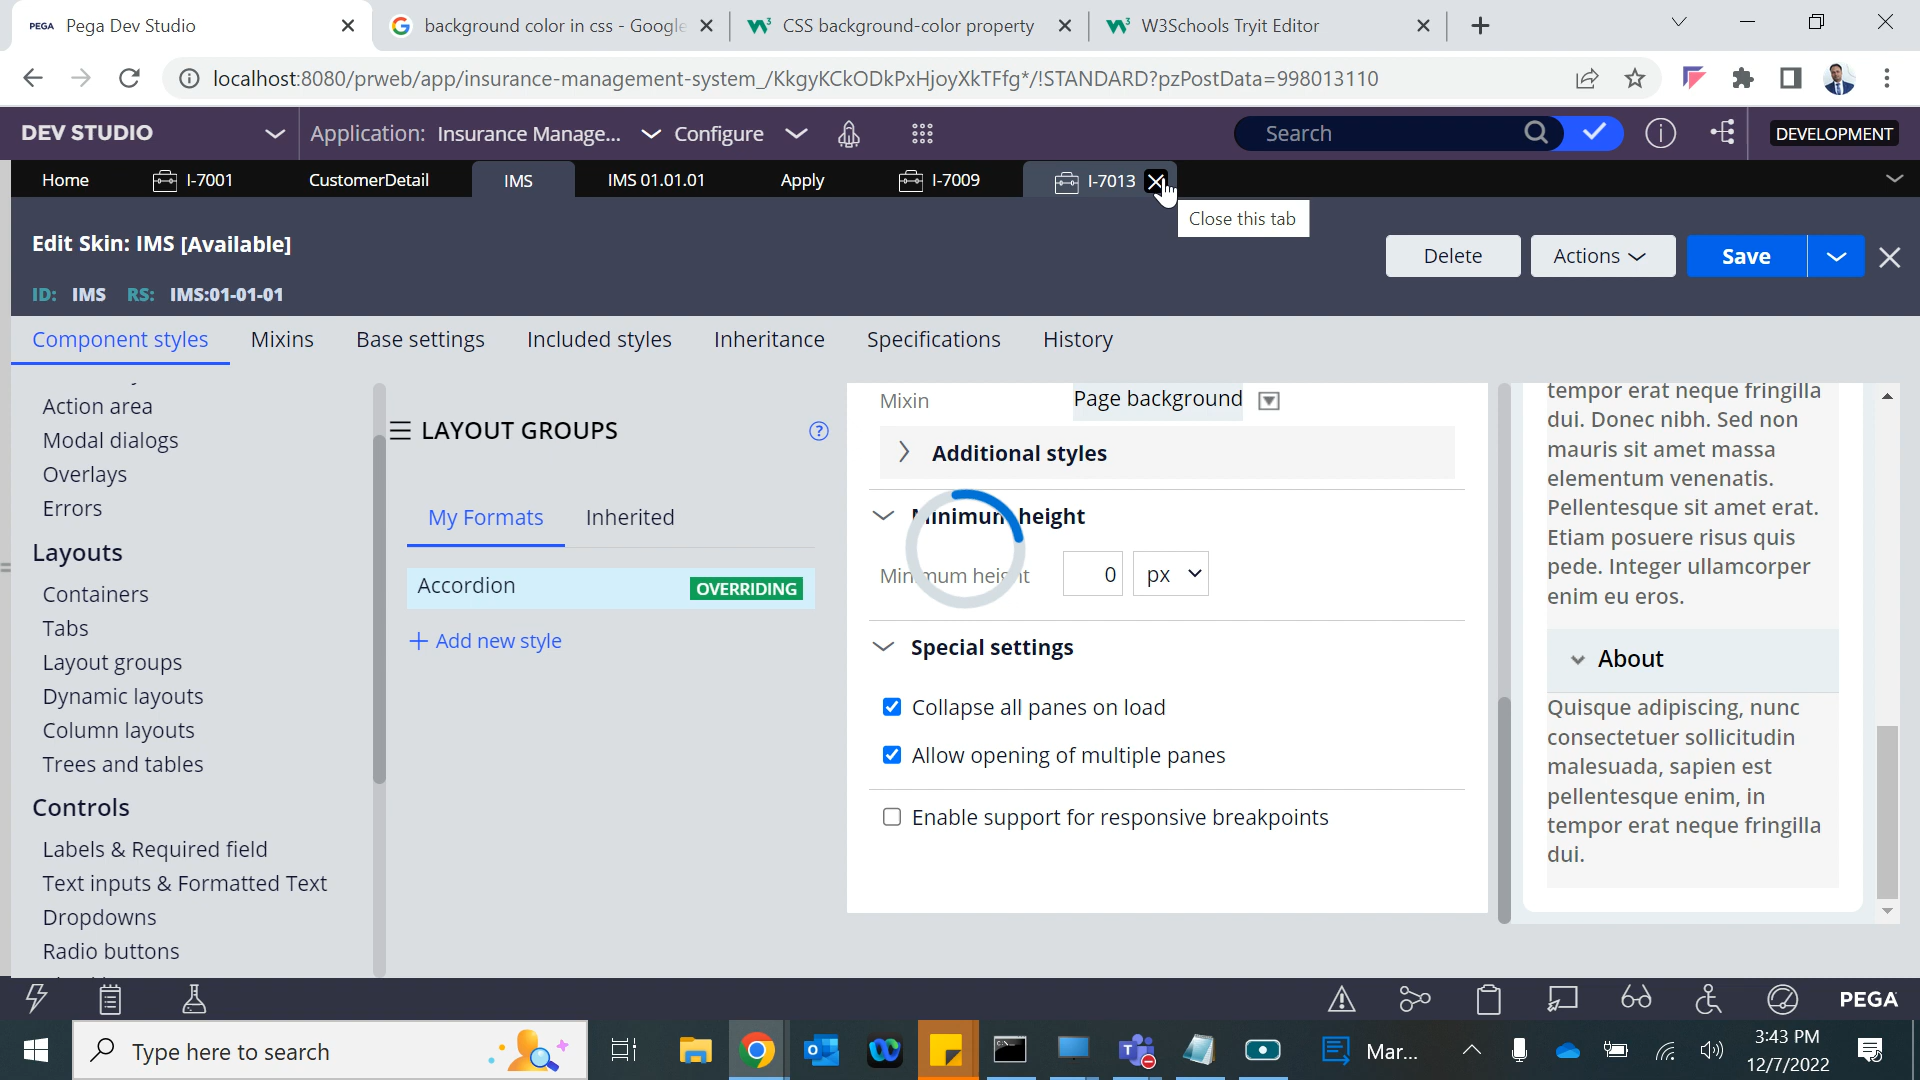 PEGA Pega Dev Studio
background color in css - Google
CSS background-color property
W3Schools Tryit Editor
localhost:8080/prweb/app/insurance-management-system_/KkgyKCkODkPxHjoyXkTFfg*/!STANDARD?pzPostData=998013110
DEV STUDIO
Application: Insurance Manage...
Configure
Search
DEVELOPMENT
Home
I-7001
CustomerDetail
IMS
IMS 01.01.01
Apply
I-7009
I-7013
Close this tab
Edit Skin: IMS [Available]
ID: IMS RS: IMS:01-01-01
Delete
Actions
Save
Component styles
Mixins
Base settings
Included styles
Inheritance
Specifications
History
Action area
Modal dialogs
Overlays
Errors
Layouts
Containers
Tabs
Layout groups
Dynamic layouts
Column layouts
Trees and tables
Controls
Labels & Required field
Text inputs & Formatted Text
Dropdowns
Radio buttons
LAYOUT GROUPS
?
My Formats
Inherited
Accordion
OVERRIDING
+ Add new style
Mixin
Page background
Additional styles
Minimum height
Minimum height
0
px
Special settings
Collapse all panes on load
Allow opening of multiple panes
Enable support for responsive breakpoints
tempor erat neque fringilla
dui. Donec nibh. Sed non
mauris sit amet massa
elementum venenatis.
Pellentesque sit amet erat.
Etiam posuere risus quis
pede. Integer ullamcorper
enim eu eros.
About
Quisque adipiscing, nunc
consectetuer sollicitudin
malesuada, sapien est
pellentesque enim, in
tempor erat neque fringilla
dui.
PEGA
Type here to search
Mar...
3:43 PM
12/7/2022